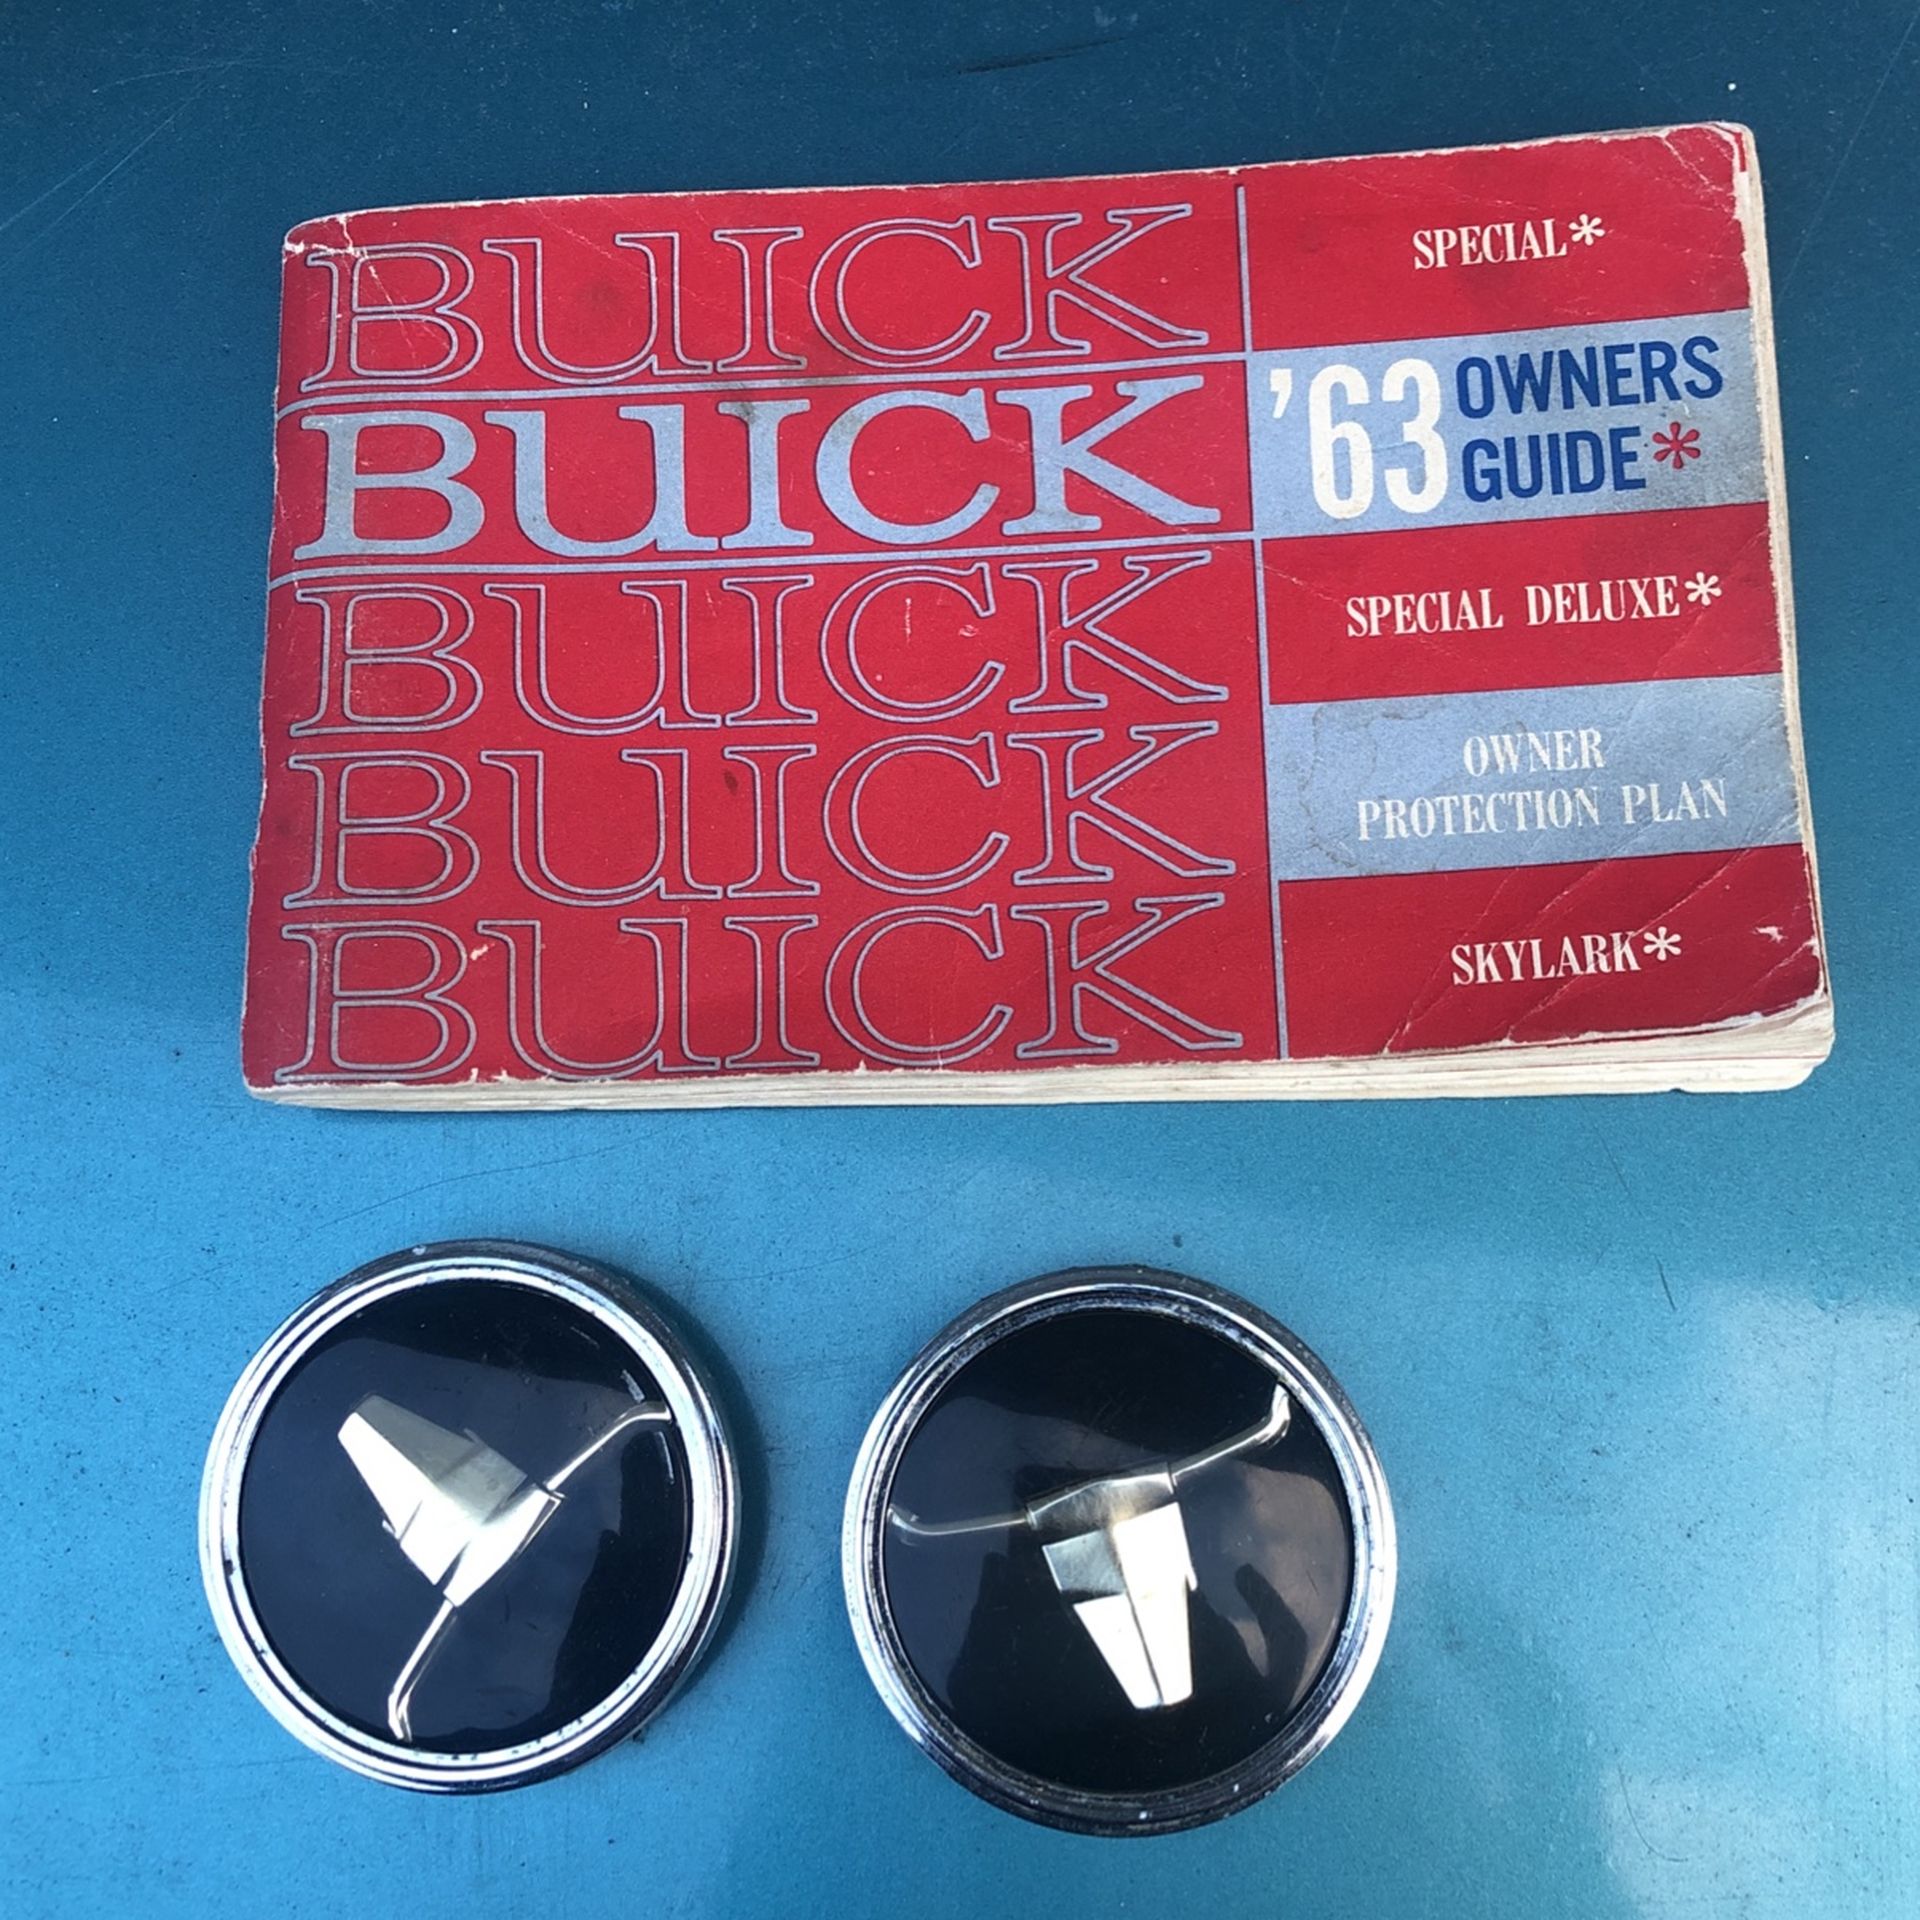 BUICK
BUICK
BUICK
BUICK
BUICK
SPECIAL*
'63 OWNERS
GUIDE*
SPECIAL DELUXE*
OWNER
PROTECTION PLAN
SKYLARK*